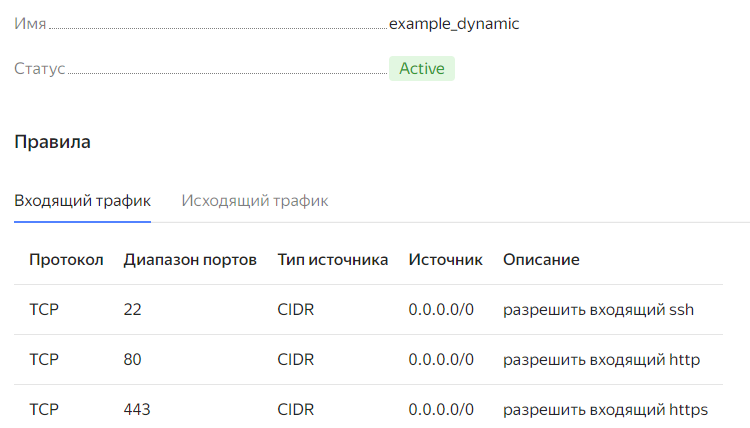 Имя example_dynamic
Статус Active
Правила
Входящий трафик Исходящий трафик
Протокол Диапазон портов Тип источника Источник Описание
TCP 22 CIDR 0.0.0.0/0 разрешить входящий ssh
TCP 80 CIDR 0.0.0.0/0 разрешить входящий http
TCP 443 CIDR 0.0.0.0/0 разрешить входящий https